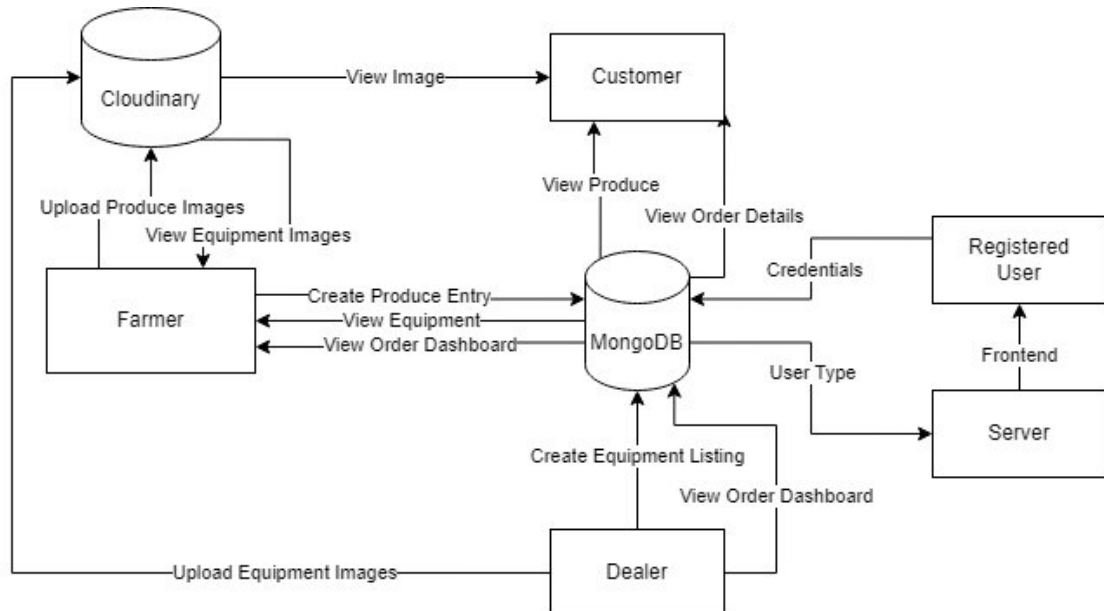 Customer
View Image
Cloudinary
View Produce
Upload Produce Images
View Order Details
View Equipment Images
Registered
User
Credentials
Create Produce Entry
Farmer
View Equipment
MongoDB
View Order Dashboard
Frontend
User Type
Server
Create Equipment Listing
View Order Dashboard
Upload Equipment Images
Dealer